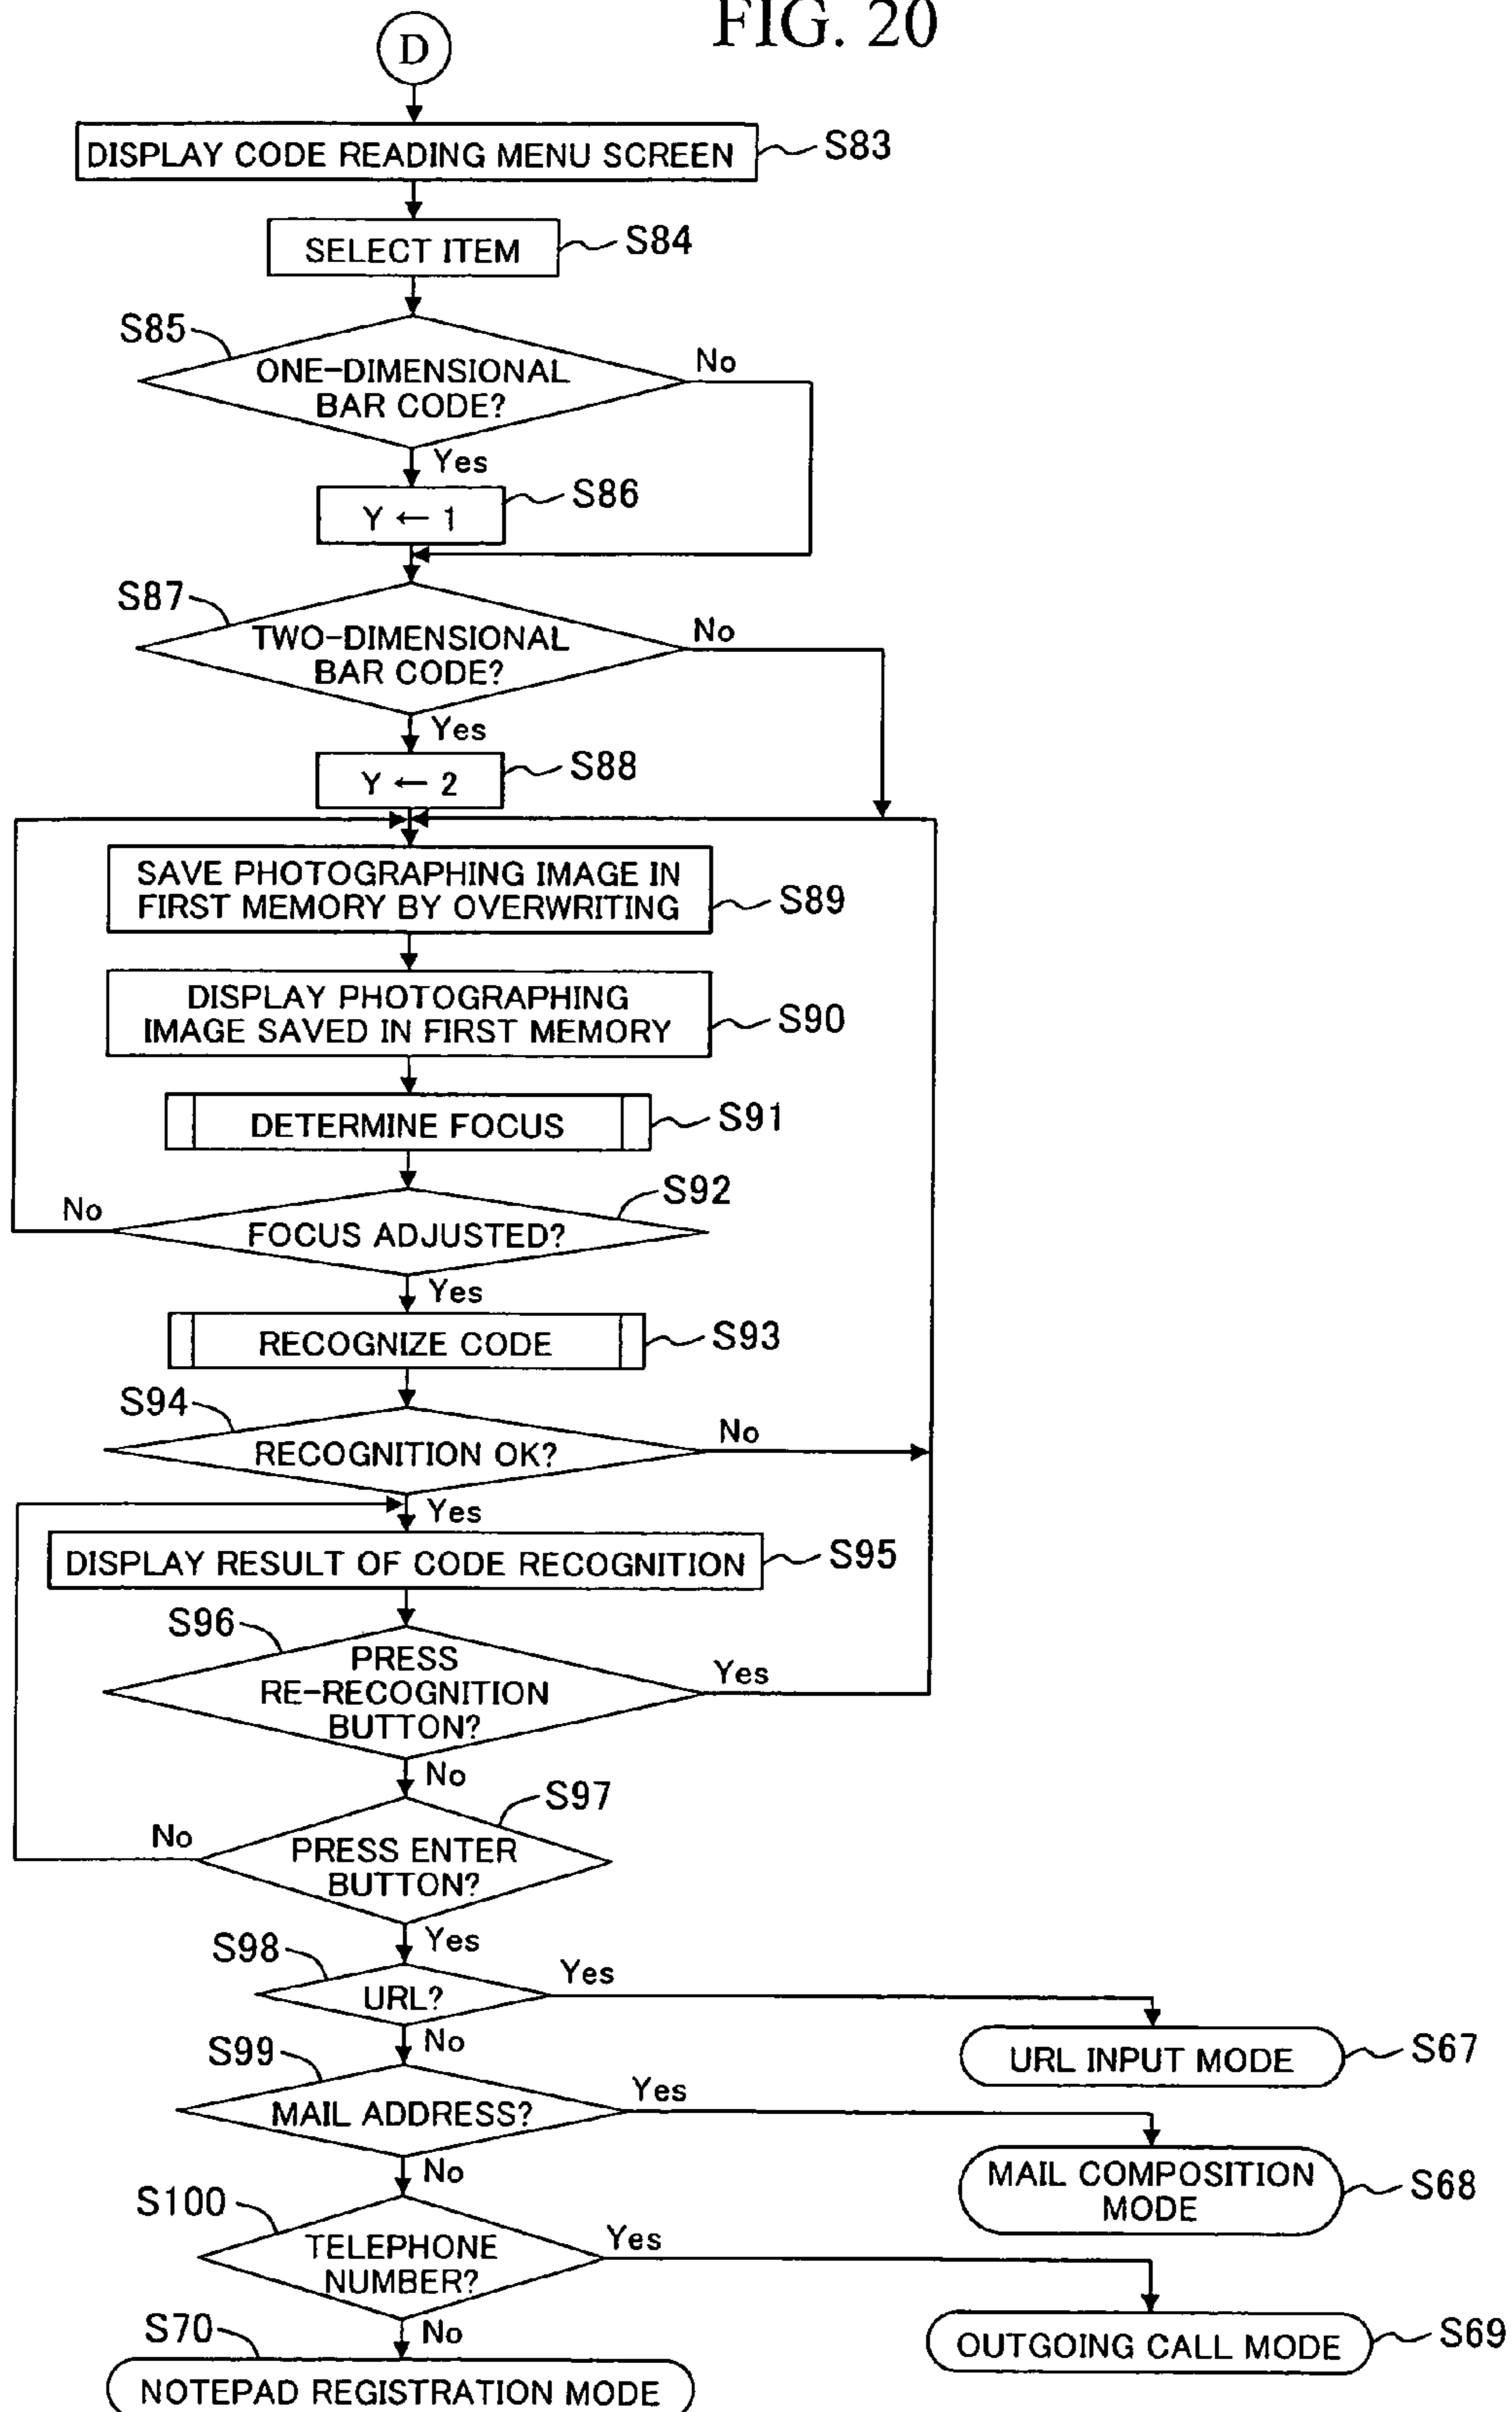 FIG. 20
D
DISPLAY CODE READING MENU SCREEN
S83
SELECT ITEM
S84
S85
ONE-DIMENSIONAL
BAR CODE?
No
Yes
Y ← 1
S86
S87
TWO-DIMENSIONAL
BAR CODE?
No
Yes
Y ← 2
S88
SAVE PHOTOGRAPHING IMAGE IN
FIRST MEMORY BY OVERWRITING
S89
DISPLAY PHOTOGRAPHING
IMAGE SAVED IN FIRST MEMORY
S90
DETERMINE FOCUS
S91
S92
No
FOCUS ADJUSTED?
Yes
RECOGNIZE CODE
S93
S94
RECOGNITION OK?
No
Yes
DISPLAY RESULT OF CODE RECOGNITION
S95
S96
PRESS
RE-RECOGNITION
BUTTON?
Yes
No
S97
No
PRESS ENTER
BUTTON?
Yes
S98
URL?
Yes
No
URL INPUT MODE
S67
S99
MAIL ADDRESS?
Yes
No
MAIL COMPOSITION
MODE
S68
S100
TELEPHONE
NUMBER?
Yes
No
OUTGOING CALL MODE
S69
S70
NOTEPAD REGISTRATION MODE